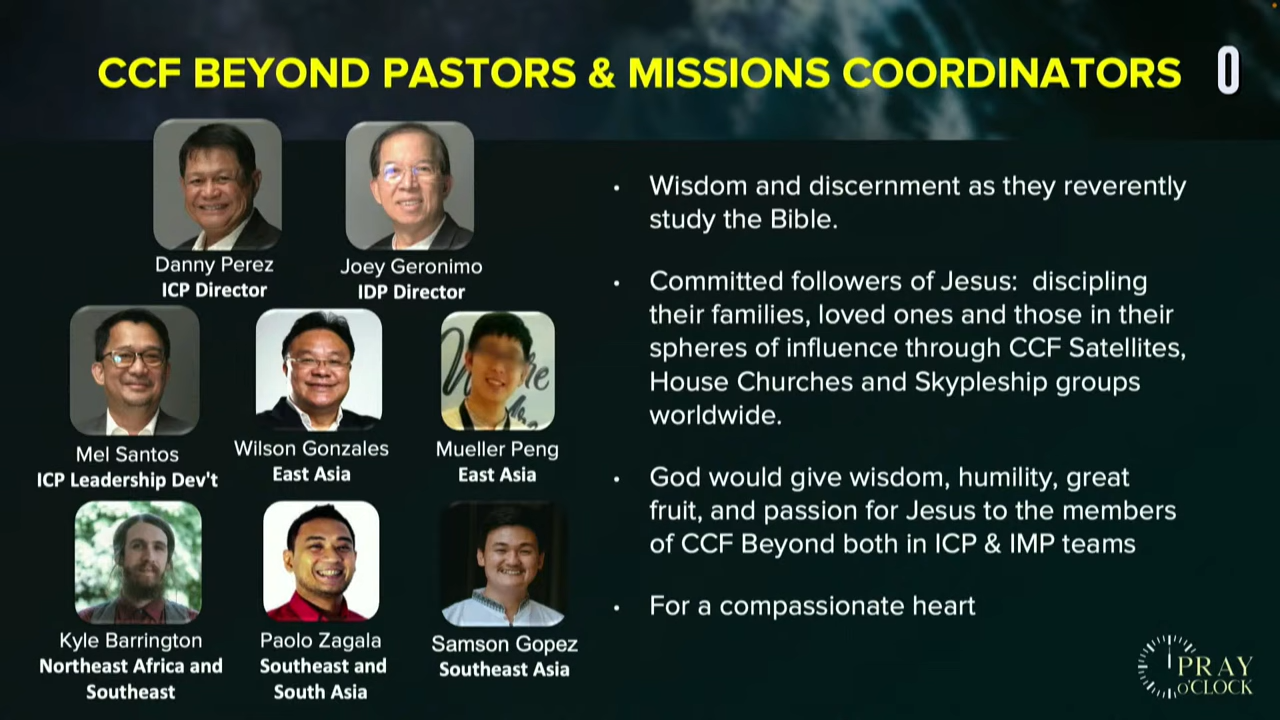 CCF BEYOND PASTORS & MISSIONS COORDINATORS
0
Danny Perez
ICP Director
Joey Geronimo
IDP Director
Mel Santos
ICP Leadership Dev't
Wilson Gonzales
East Asia
Mueller Peng
East Asia
Kyle Barrington
Northeast Africa and
Southeast
Paolo Zagala
Southeast and
South Asia
Samson Gopez
Southeast Asia
• Wisdom and discernment as they reverently
study the Bible.
• Committed followers of Jesus:  discipling
their families, loved ones and those in their
spheres of influence through CCF Satellites,
House Churches and Skypleship groups
worldwide.
• God would give wisdom, humility, great
fruit, and passion for Jesus to the members
of CCF Beyond both in ICP & IMP teams
• For a compassionate heart
PRAY
O'CLOCK